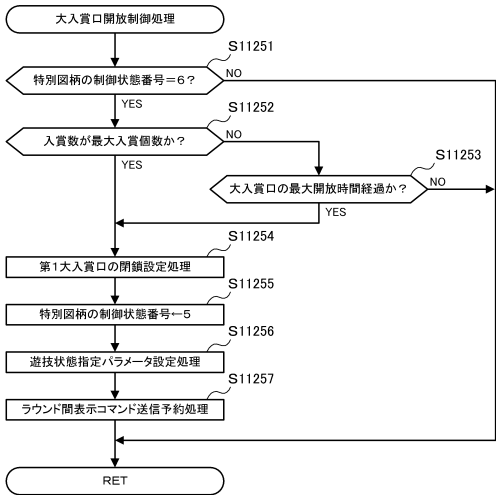 大入賞口開放制御処理
S11251
特別図柄の制御状態番号＝6？
NO
YES
S11252
入賞数が最大入賞個数か？
NO
YES
S11253
大入賞口の最大開放時間経過か？
NO
YES
S11254
第１大入賞口の閉鎖設定処理
S11255
特別図柄の制御状態番号←５
S11256
遊技状態指定パラメータ設定処理
S11257
ラウンド間表示コマンド送信予約処理
RET